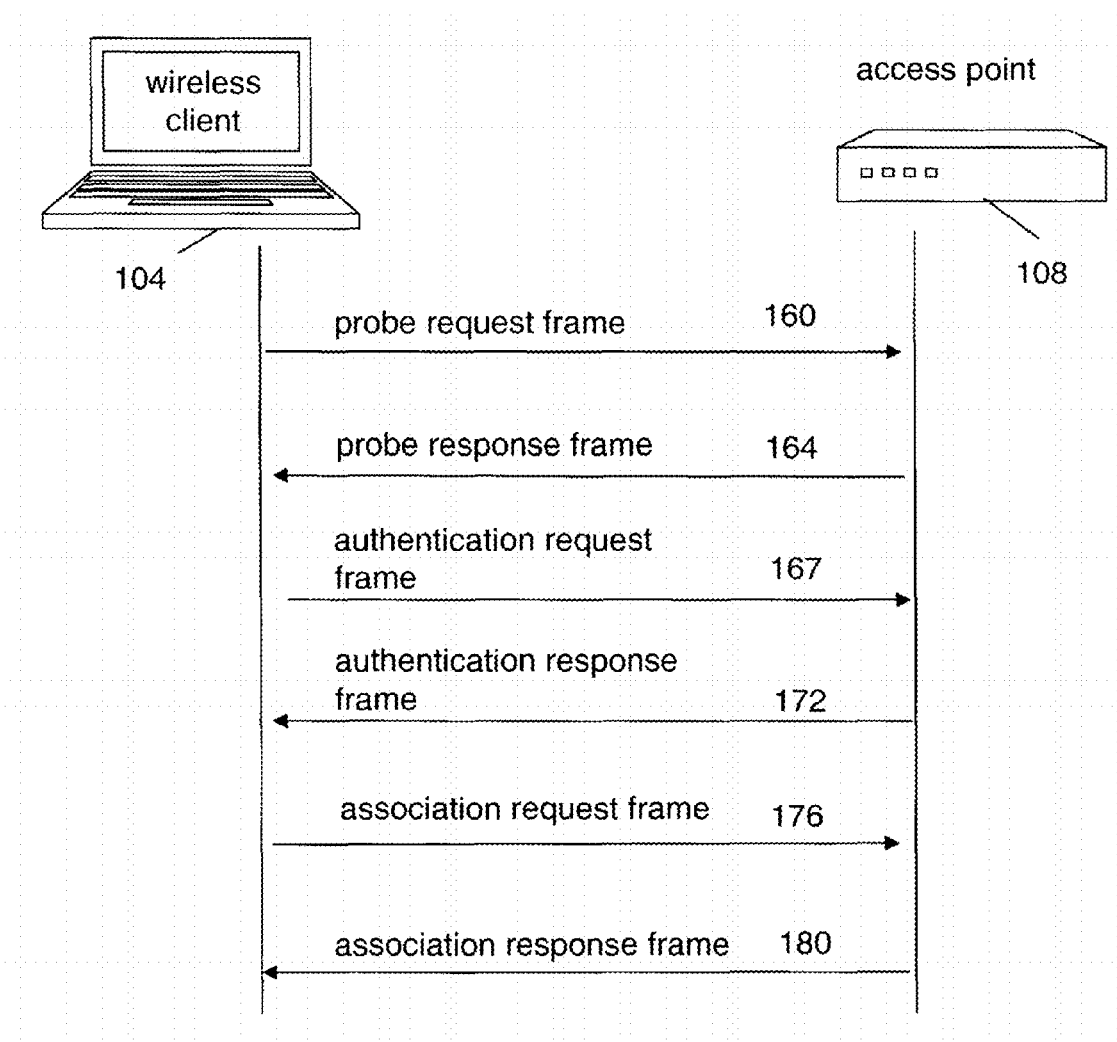 wireless
client
access point
104
108
probe request frame 160
probe response frame 164
authentication request
frame 167
authentication response
frame 172
association request frame 176
association response frame 180